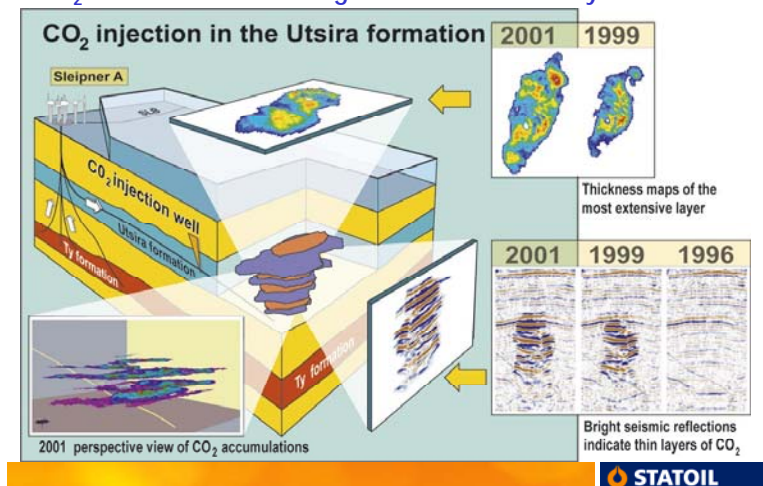 CO₂ injection in the Utsira formation
2001 1999
Sleipner A
SLB
CO₂ injection well
Utsira formation
Ty formation
Ty formation
Thickness maps of the
most extensive layer
2001 1999 1996
2001 perspective view of CO₂ accumulations
Bright seismic reflections
indicate thin layers of CO₂
STATOIL